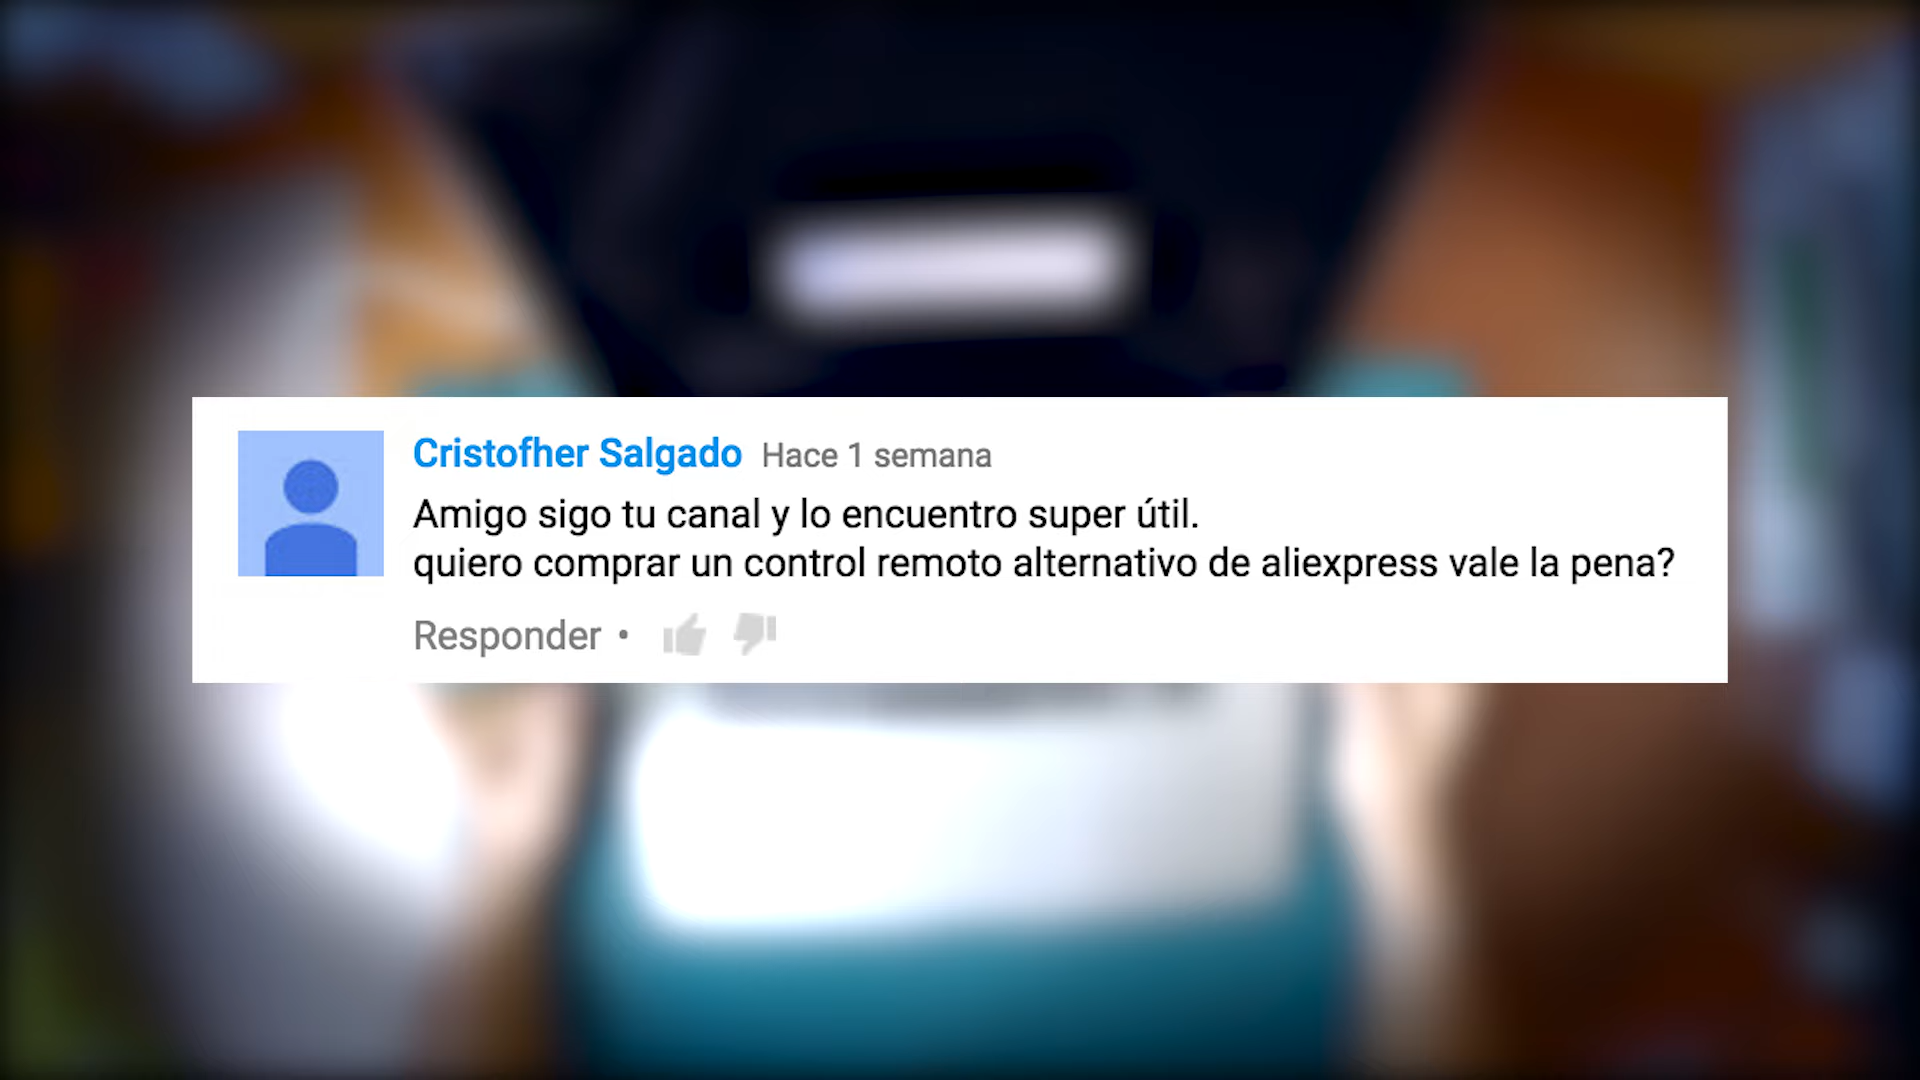 Cristofher Salgado Hace 1 semana
Amigo sigo tu canal y lo encuentro super útil.
quiero comprar un control remoto alternativo de aliexpress vale la pena?
Responder •